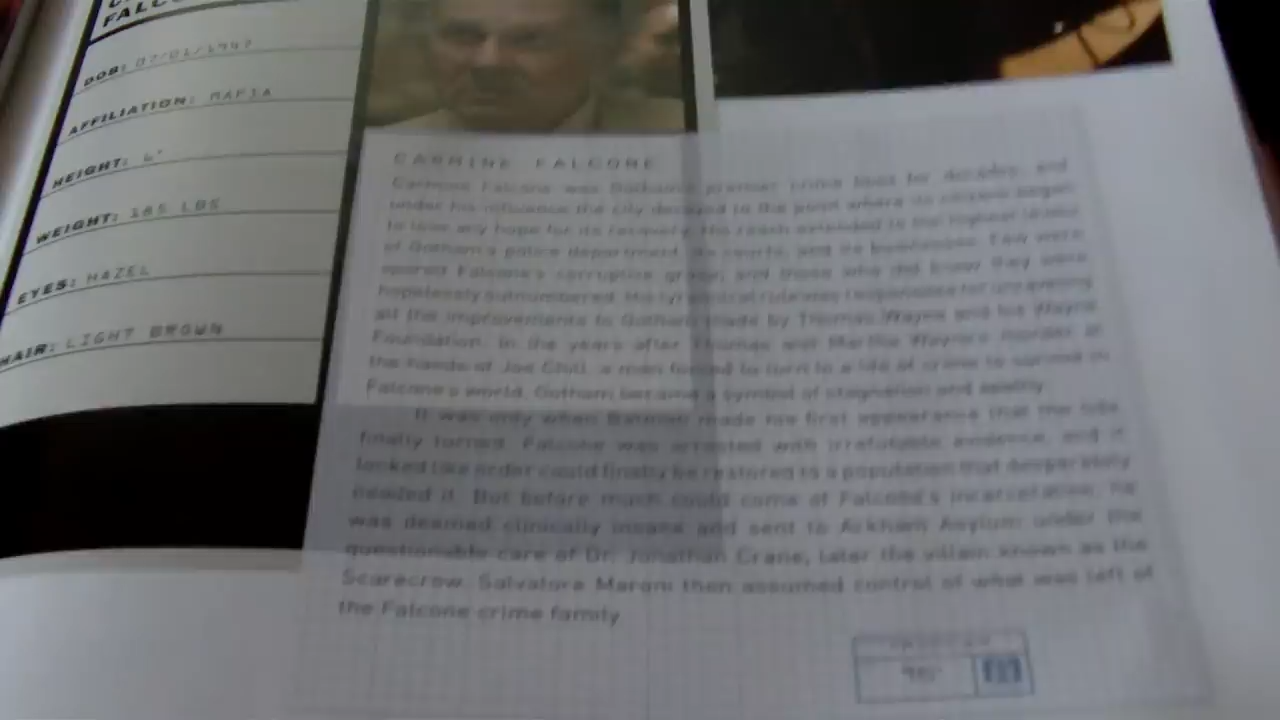 FALCO
DOB: 07/01/1947
AFFILIATION: MAFIA
HEIGHT: 6'
WEIGHT: 185 LBS
EYES: HAZEL
HAIR: LIGHT BROWN
CARMINE FALCONE
Carmine Falcone was Gotham's premier crime boss for decades, and
under his influence the city decayed to the point where its citizens began
to lose any hope for its recovery. His reach extended to the highest levels
of Gotham's police department, its courts, and its businesses. Few were
spared Falcone's corruptive grasp, and those who did knew they were
hopelessly outnumbered. His tyrannical rule was responsible for unraveling
all the improvements to Gotham made by Thomas Wayne and his Wayne
Foundation. In the years after Thomas and Martha Wayne's murder at
the hands of Joe Chill, a man forced to turn to a life of crime to survive in
Falcone's world, Gotham became a symbol of stagnation and
It was only when Batman made his first appearance that the tide
finally turned. Falcone was arrested with irrefutable evidence, and it
looked like order could finally be restored to a population that desperately
needed it. But before much could come of Falcone's incarceration, he
was deemed clinically insane and sent to Arkham Asylum under the
questionable care of Dr. Jonathan Crane, later the villain known as the
Scarecrow. Salvatore Maroni then assumed control of what was left of
the Falcone crime family